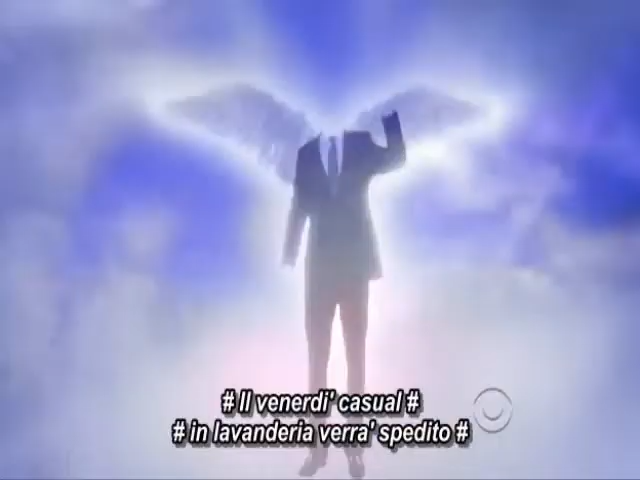 # Il venerdi' casual #
# in lavanderia verra' spedito #